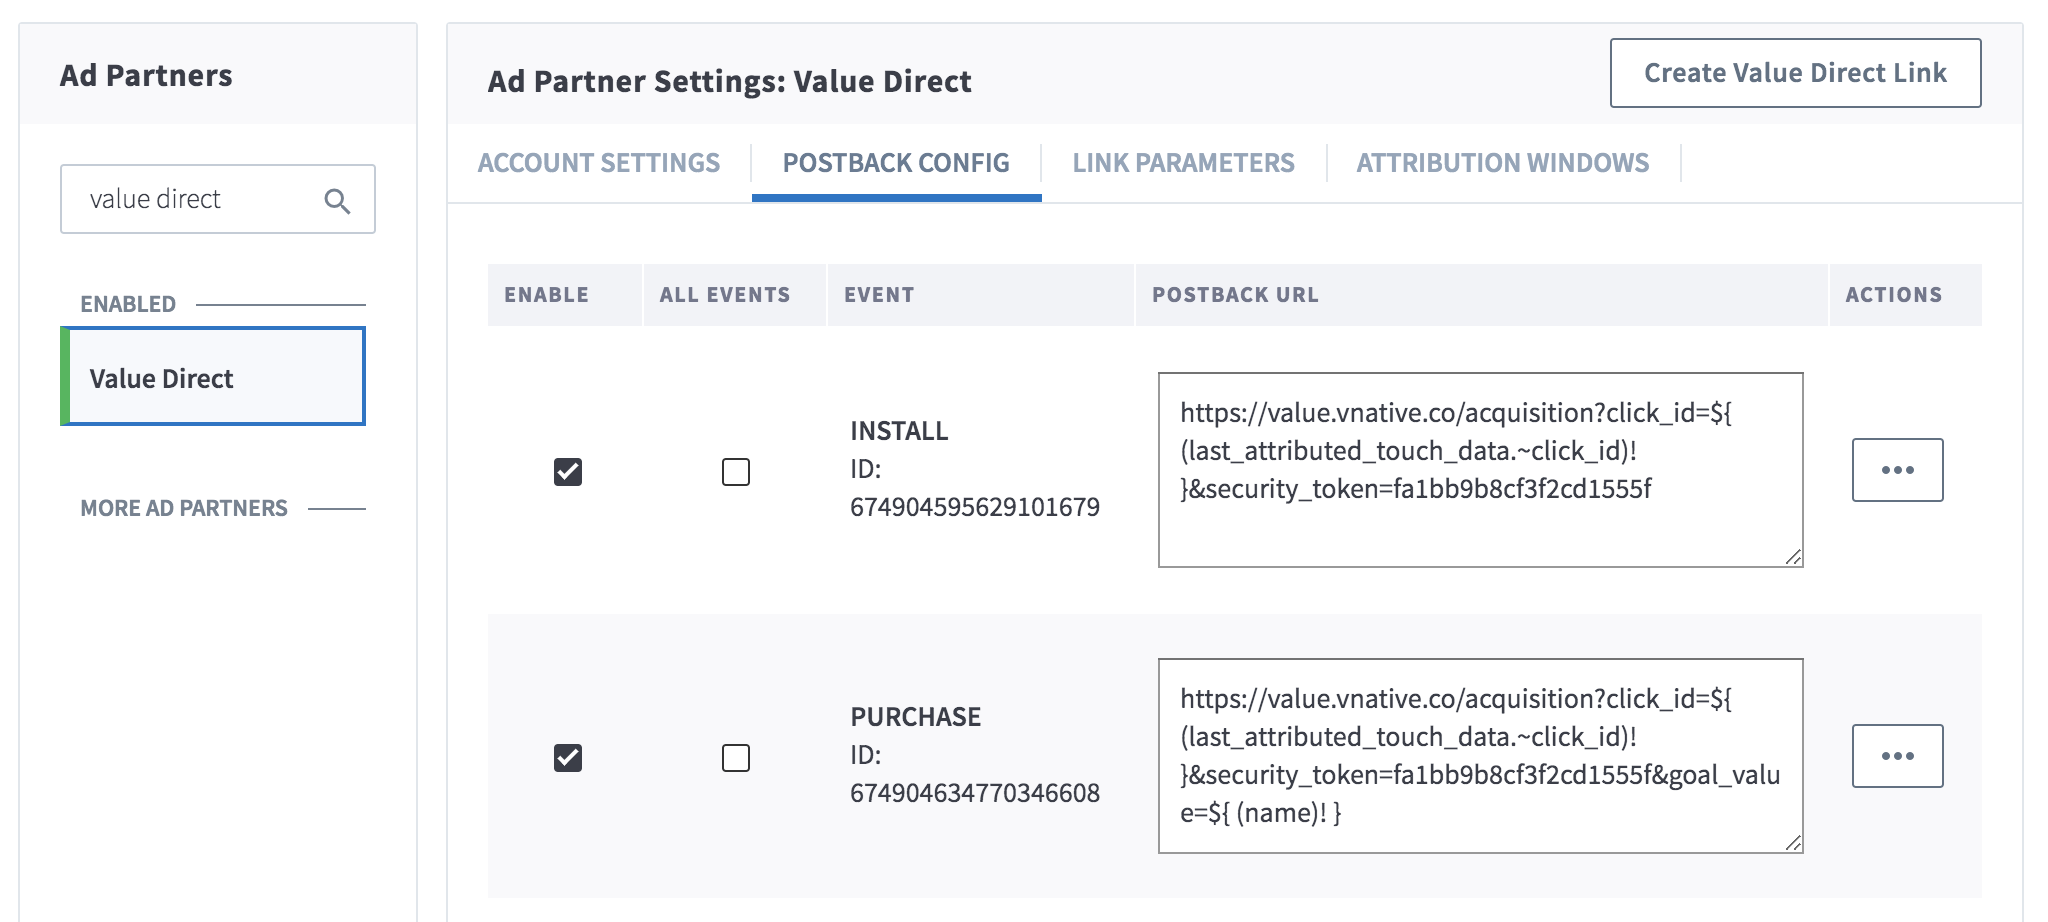 Ad Partners
value direct
ENABLED
Value Direct
MORE AD PARTNERS
Ad Partner Settings: Value Direct
Create Value Direct Link
ACCOUNT SETTINGS
POSTBACK CONFIG
LINK PARAMETERS
ATTRIBUTION WINDOWS
ENABLE
ALL EVENTS
EVENT
POSTBACK URL
ACTIONS
INSTALL
ID:
674904595629101679
https://value.vnative.co/acquisition?click_id=${
(last_attributed_touch_data.~click_id)!
}&security_token=fa1bb9b8cf3f2cd1555f
•••
PURCHASE
ID:
674904634770346608
https://value.vnative.co/acquisition?click_id=${
(last_attributed_touch_data.~click_id)!
}&security_token=fa1bb9b8cf3f2cd1555f&goal_valu
e=${ (name)! }
•••